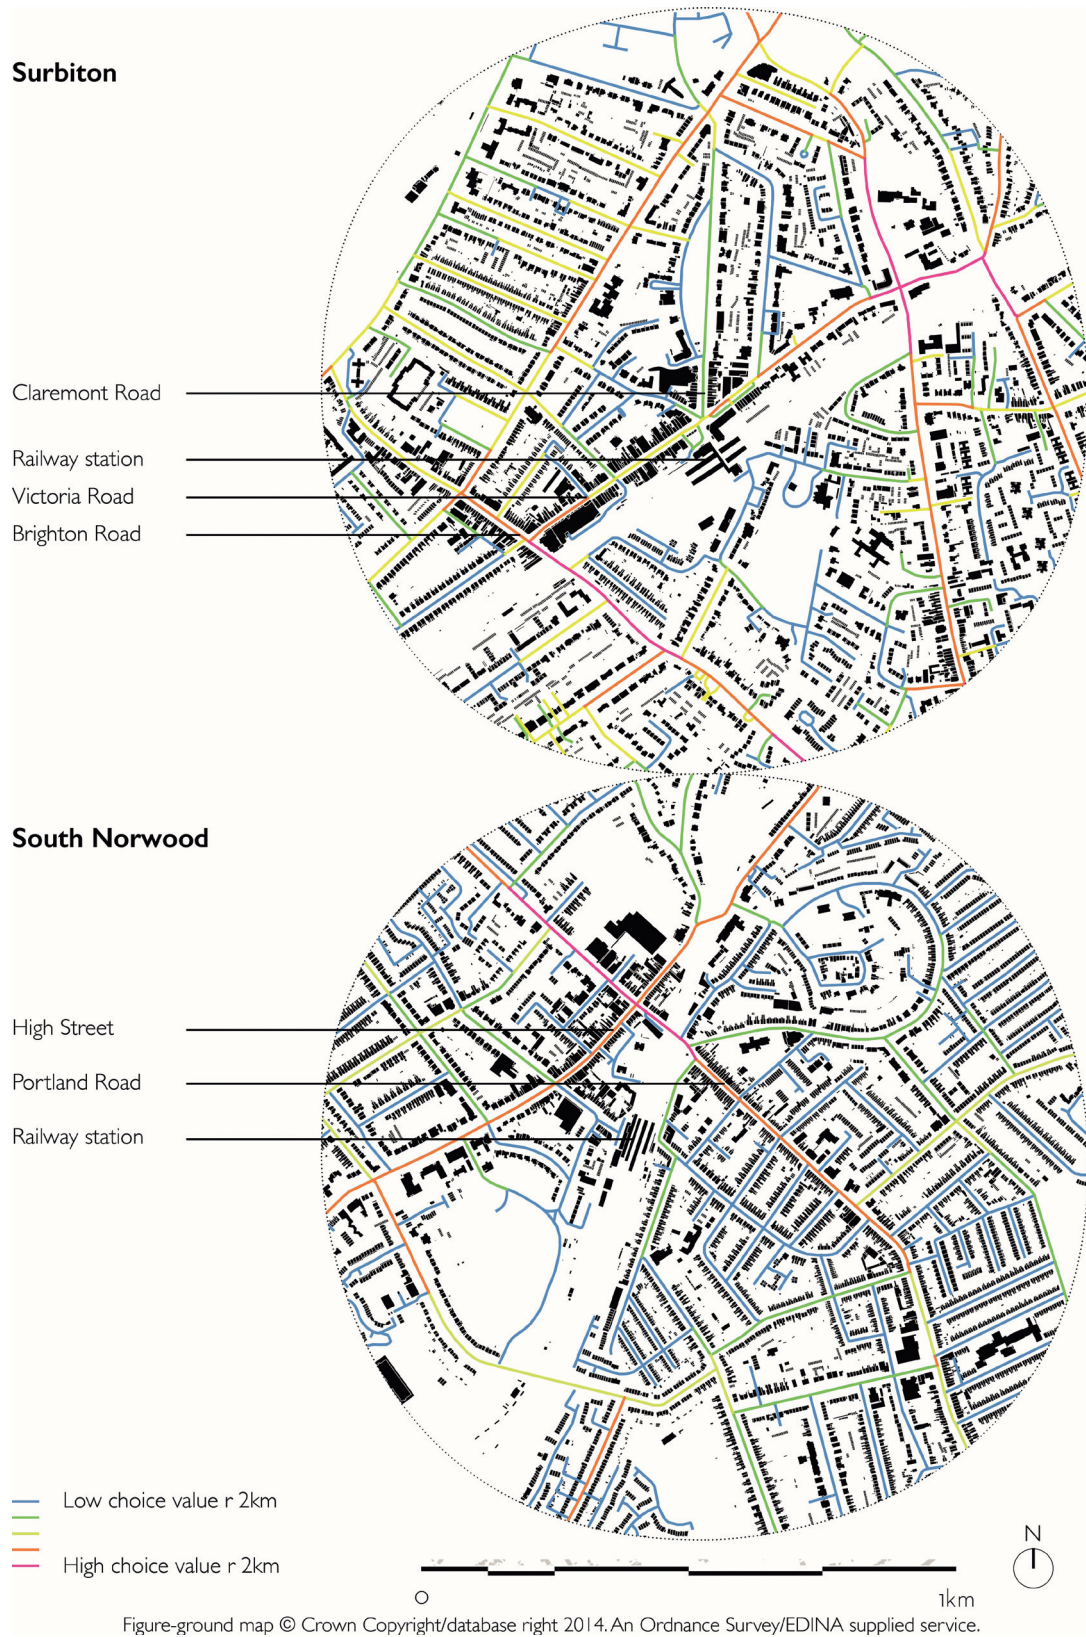 Surbiton
Claremont Road
Railway station
Victoria Road
Brighton Road
South Norwood
High Street
Portland Road
Railway station
Low choice value r 2km
High choice value r 2km
N
0
1km
Figure-ground map © Crown Copyright/database right 2014. An Ordnance Survey/EDINA supplied service.